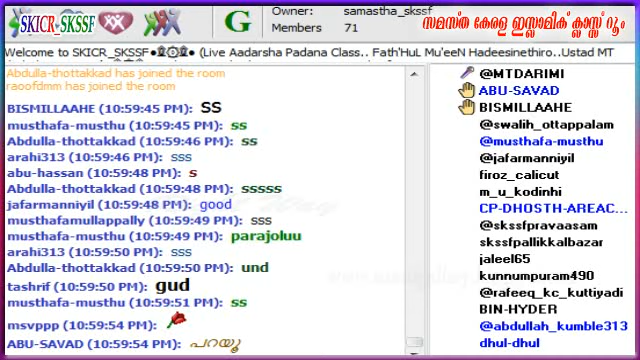 SKICR_SKSSF
G
Owner: samastha_skssf
Members 71
സമസ്ത കേരള ഇസ്ലാമിക് ക്ലാസ്സ് റൂം
Welcome to SKICR_SKSSF (Live Aadarsha Padana Class.. Fath'HuL Mu'eeN Hadeesinethiro..Ustad MT
Abdulla-thottakkad has joined the room
raoofdmm has joined the room
BISMILLAAHE (10:59:45 PM): SS
musthafa-musthu (10:59:45 PM): ss
Abdulla-thottakkad (10:59:46 PM): ss
arahi313 (10:59:46 PM): sss
abu-hassan (10:59:48 PM): s
Abdulla-thottakkad (10:59:48 PM): sssss
jafarmanniyil (10:59:48 PM): good
musthafamullappally (10:59:49 PM): sss
musthafa-musthu (10:59:49 PM): parajoluu
arahi313 (10:59:50 PM): sss
Abdulla-thottakkad (10:59:50 PM): und
tashrif (10:59:50 PM): gud
musthafa-musthu (10:59:51 PM): ss
msvppp (10:59:54 PM):
ABU-SAVAD (10:59:54 PM): പറയൂ
@MTDARIMI
ABU-SAVAD
BISMILLAAHE
@swalih_ottappalam
@musthafa-musthu
@jafarmanniyil
firoz_calicut
m_u_kodinhi
CP-DHOSTH-AREAC...
@skssfpravaasam
skssfpallikkalbazar
jaleel65
kunnumpuram490
@rafeeq_kc_kuttiyadi
BIN-HYDER
@abdullah_kumble313
dhul-dhul